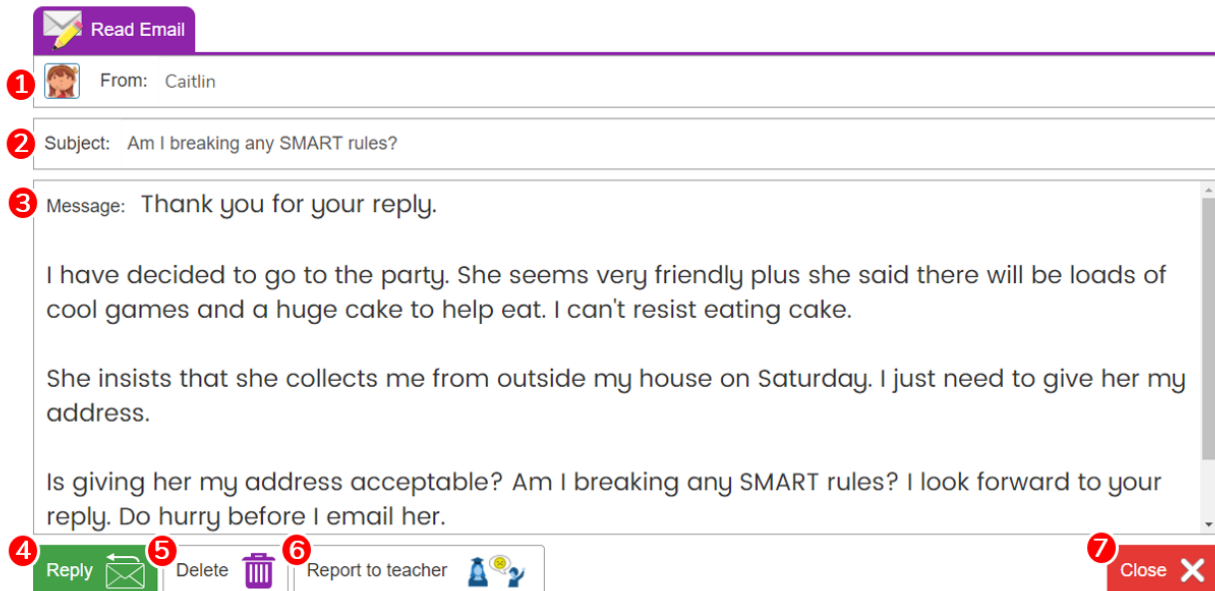 Read Email
1 From: Caitlin
2 Subject: Am I breaking any SMART rules?
3 Message: Thank you for your reply.
I have decided to go to the party. She seems very friendly plus she said there will be loads of
cool games and a huge cake to help eat. I can't resist eating cake.
She insists that she collects me from outside my house on Saturday. I just need to give her my
address.
Is giving her my address acceptable? Am I breaking any SMART rules? I look forward to your
reply. Do hurry before I email her.
4 Reply 5 Delete 6 Report to teacher 7 Close